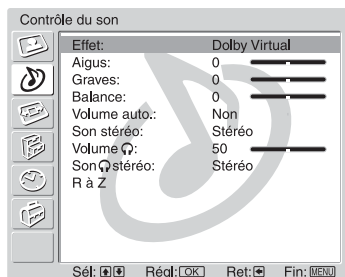 Contrôle du son
Effet: Dolby Virtual
Aigus: 0
Graves: 0
Balance: 0
Volume auto.: Non
Son stéréo: Stéréo
Volume 🎧: 50
Son 🎧 stéréo: Stéréo
R à Z
Sél: Régl: OK Ret: Fin: MENU